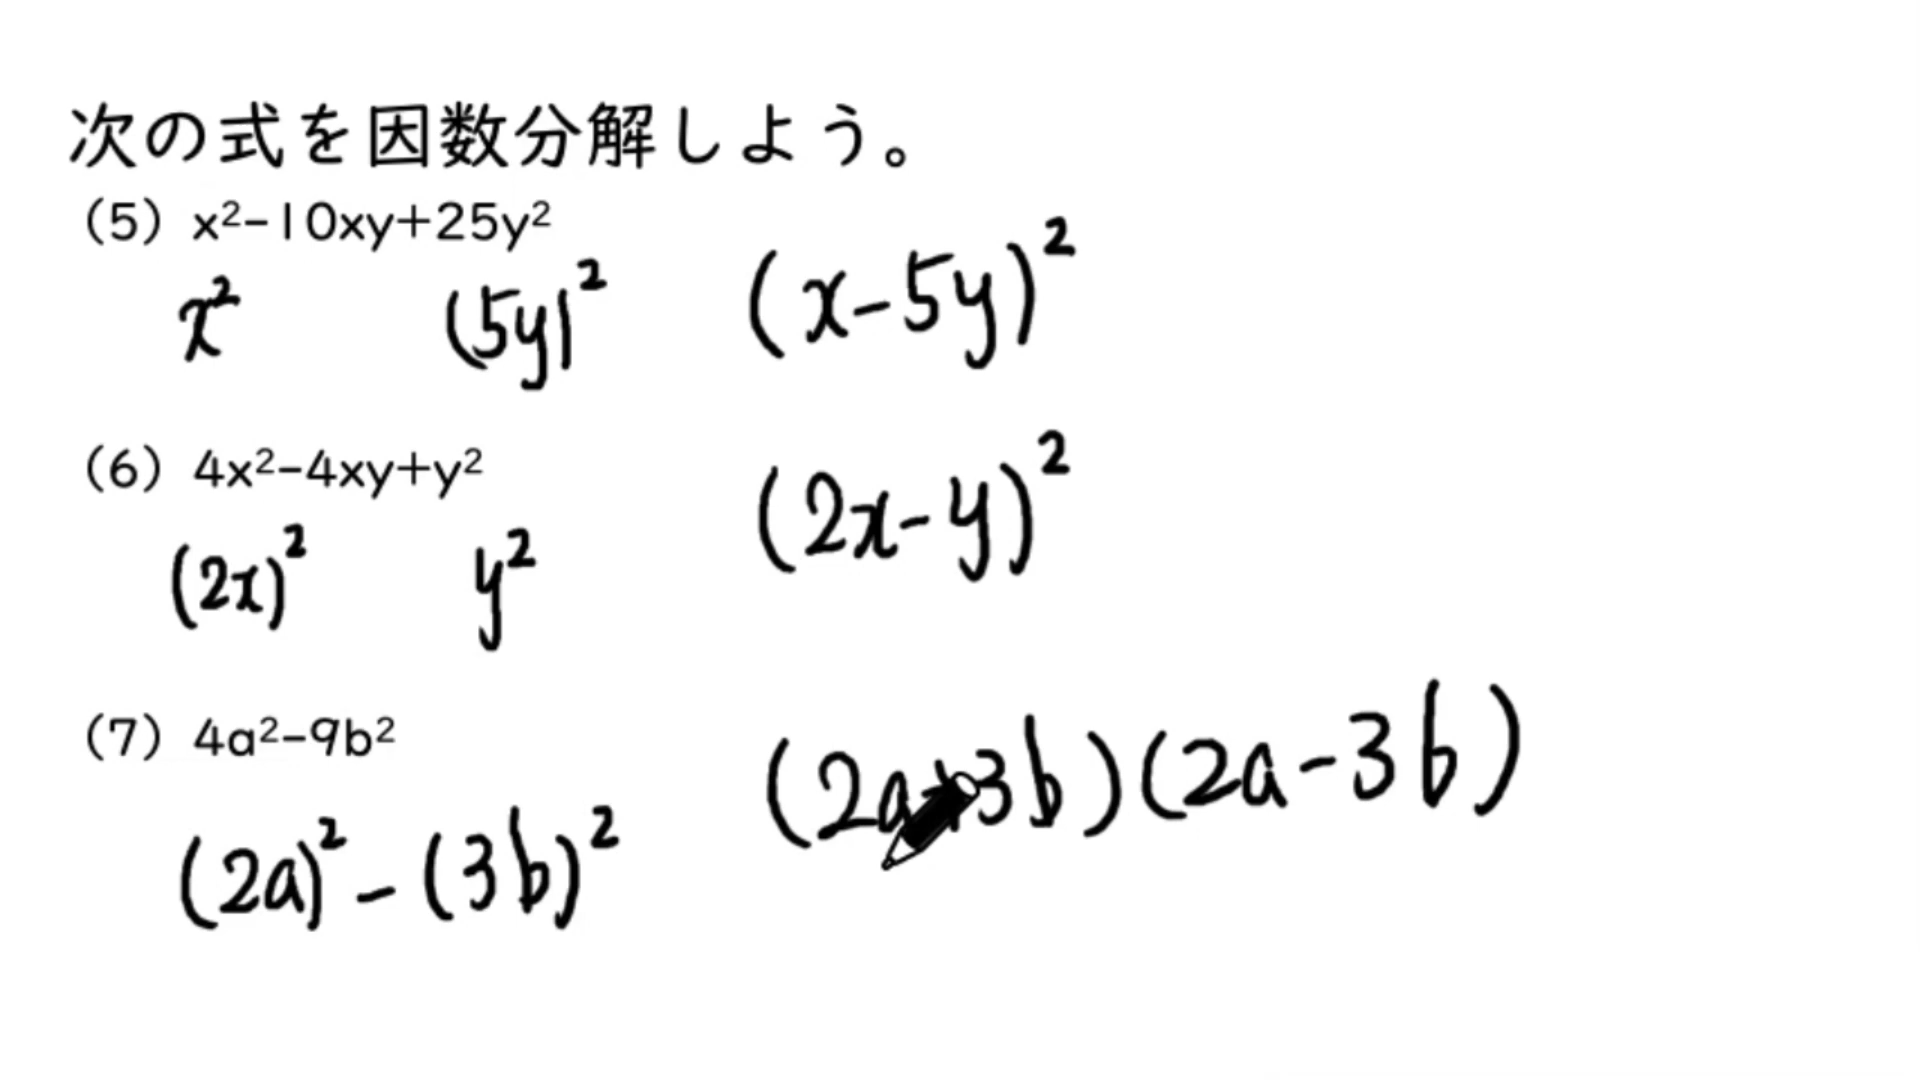 次の式を因数分解しよう。
(5) x²-10xy+25y²
x² (5y)² (x-5y)²
(6) 4x²-4xy+y²
(2x)² y² (2x-y)²
(7) 4a²-9b²
(2a)²-(3b)² (2a+3b)(2a-3b)